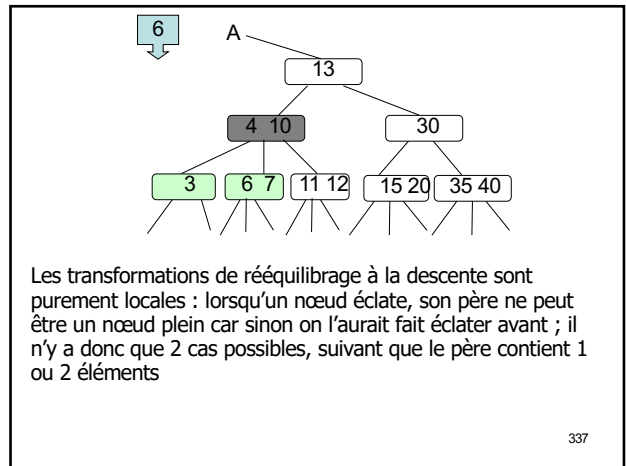 6
A
13
4 10
30
3
6 7
11 12
15 20
35 40
Les transformations de rééquilibrage à la descente sont
purement locales : lorsqu'un nœud éclate, son père ne peut
être un nœud plein car sinon on l'aurait fait éclater avant ; il
n'y a donc que 2 cas possibles, suivant que le père contient 1
ou 2 éléments
337